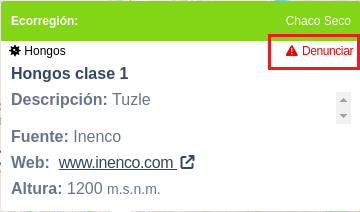 Ecorregión: Chaco Seco
Hongos Denunciar
Hongos clase 1
Descripción: Tuzle
Fuente: Inenco
Web: www.inenco.com
Altura: 1200 m.s.n.m.